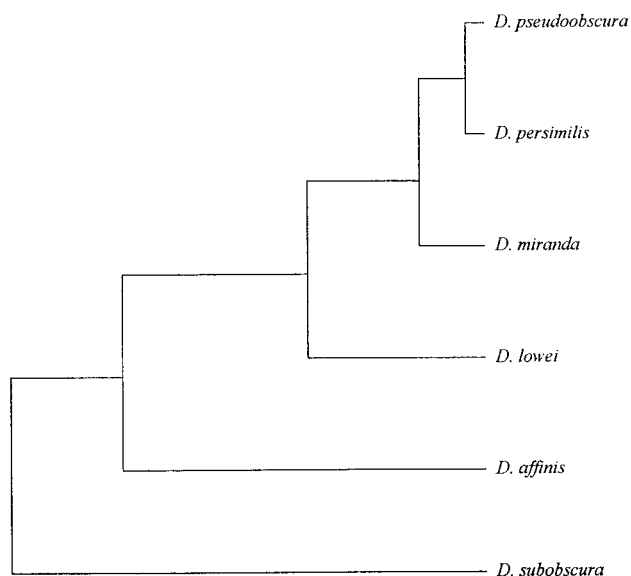 D. pseudoobscura
D. persimilis
D. miranda
D. lowei
D. affinis
D. subobscura